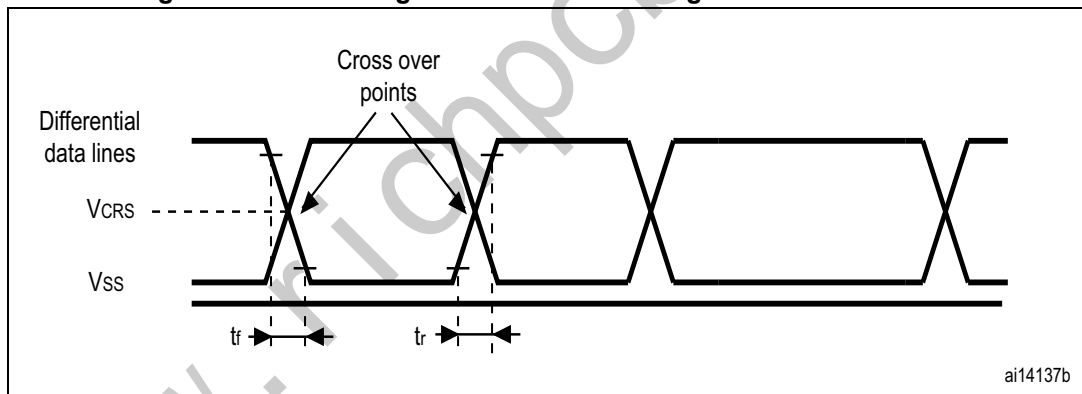 Cross over
points
Differential
data lines
VCRS
VSS
tf
tr
ai14137b